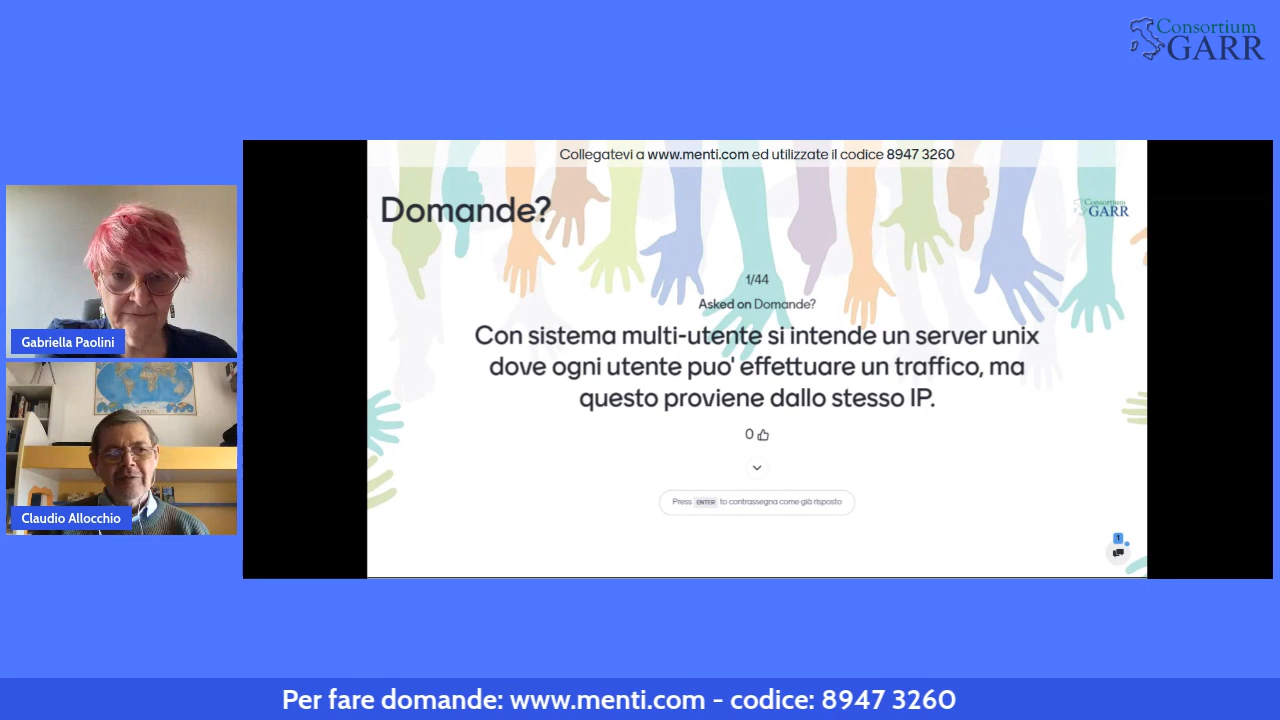 Consortium
GARR
Collegatevi a www.menti.com ed utilizzate il codice 8947 3260
Domande?
Consortium
GARR
1/44
Asked on Domande?
Con sistema multi-utente si intende un server unix
dove ogni utente puo' effettuare un traffico, ma
questo proviene dallo stesso IP.
0
Press ENTER to contrassegna come già risposto
1
Gabriella Paolini
Claudio Allocchio
Per fare domande: www.menti.com - codice: 8947 3260